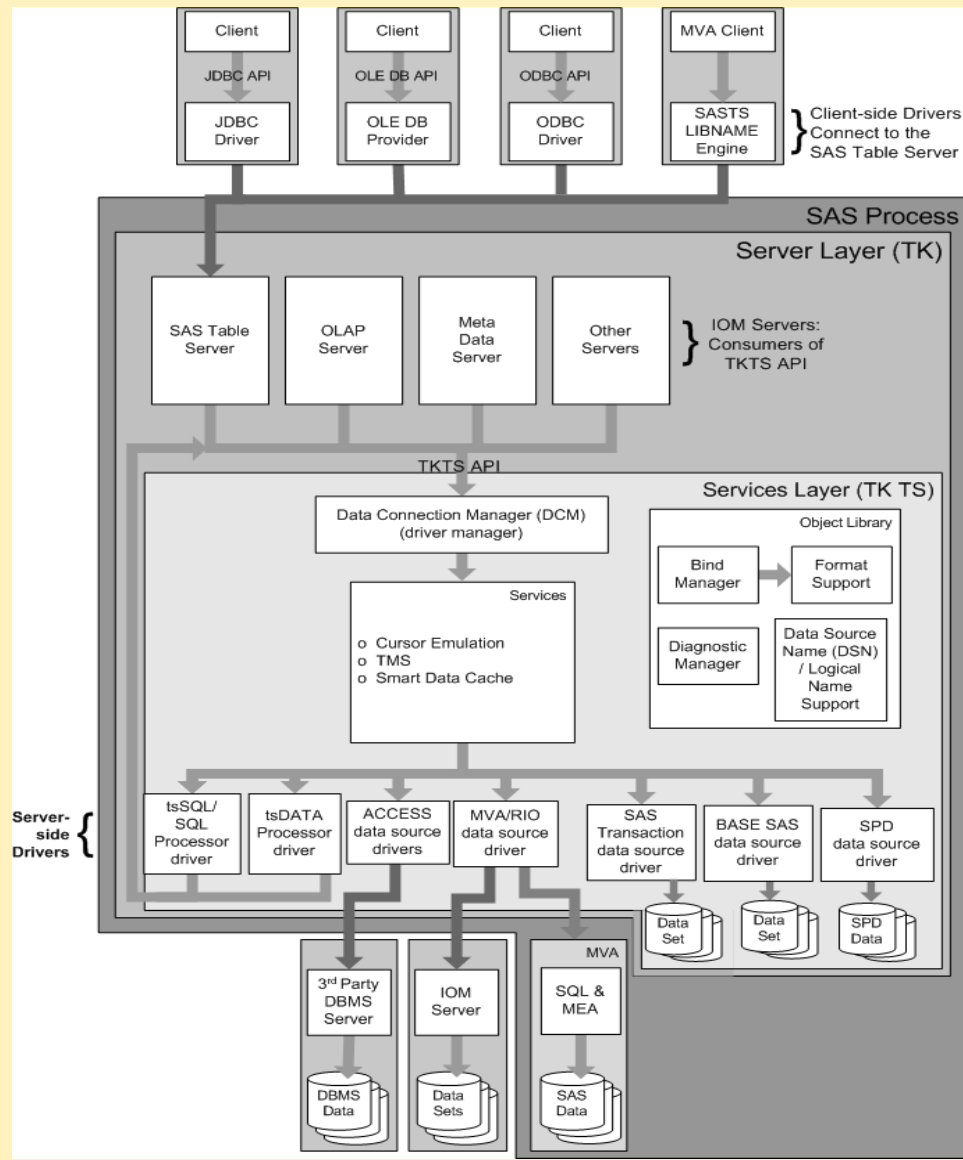 Client
Client
Client
MVA Client
JDBC API
OLE DB API
ODBC API
JDBC
Driver
OLE DB
Provider
ODBC
Driver
SASTS
LIBNAME
Engine
Client-side Drivers
Connect to the
SAS Table Server
SAS Process
Server Layer (TK)
SAS Table
Server
OLAP
Server
Meta
Data
Server
Other
Servers
IOM Servers:
Consumers of
TKTS API
TKTS API
Services Layer (TK TS)
Data Connection Manager (DCM)
(driver manager)
Object Library
Bind
Manager
Format
Support
Diagnostic
Manager
Data Source
Name (DSN)
/ Logical
Name
Support
Services
o Cursor Emulation
o TMS
o Smart Data Cache
Server-
side
Drivers
tsSQL/
SQL
Processor
driver
tsDATA
Processor
driver
ACCESS
data source
drivers
MVA/RIO
data source
driver
SAS
Transaction
data source
driver
BASE SAS
data source
driver
SPD
data source
driver
Data
Set
Data
Set
SPD
Data
3rd Party
DBMS
Server
IOM
Server
MVA
SQL &
MEA
DBMS
Data
Data
Sets
SAS
Data